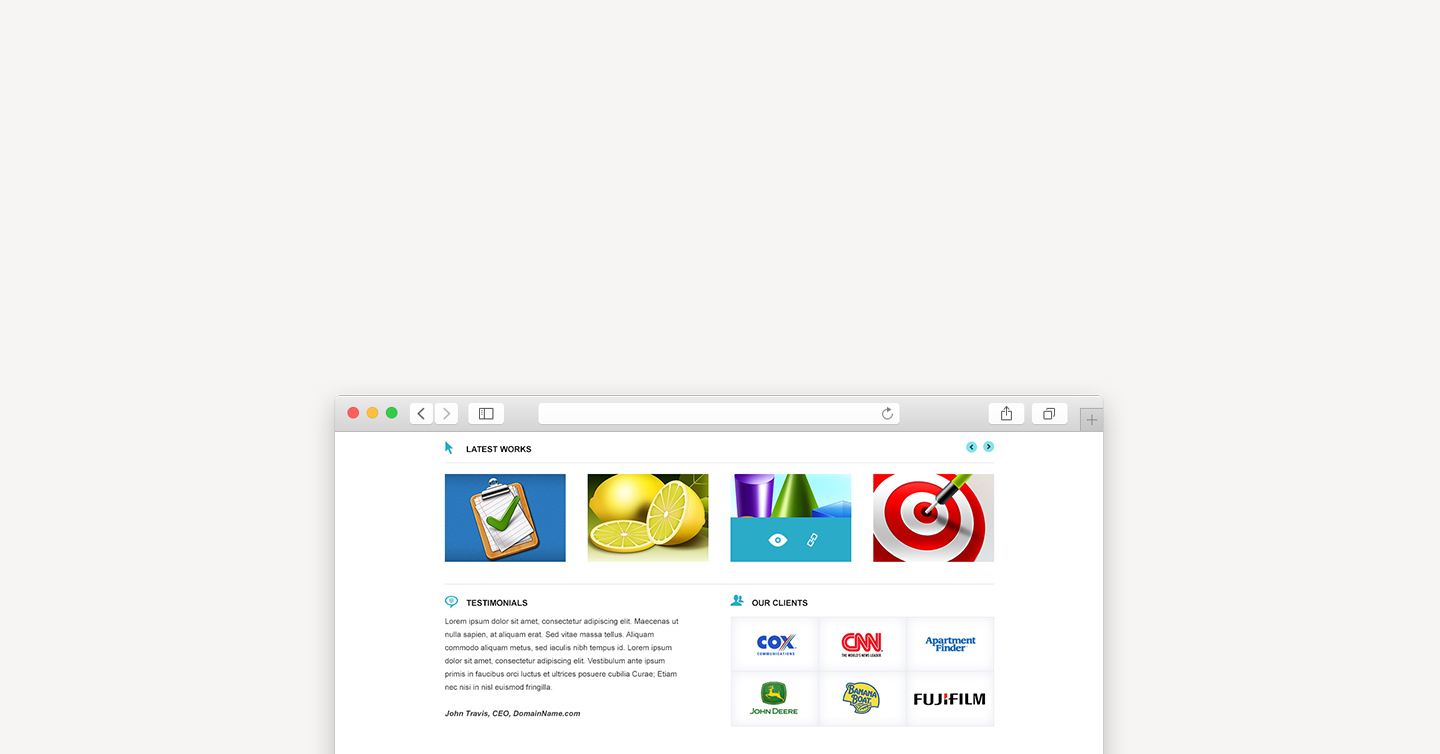 LATEST WORKS
TESTIMONIALS
Lorem ipsum dolor sit amet, consectetur adipiscing elit. Maecenas ut
nulla sapien, at aliquam erat. Sed vitae massa tellus. Aliquam
commodo aliquam metus, sed iaculis nibh tempus id. Lorem ipsum
dolor sit amet, consectetur adipiscing elit. Vestibulum ante ipsum
primis in faucibus orci luctus et ultrices posuere cubilia Curae; Etiam
nec nisi in nisl euismod fringilla.
John Travis, CEO, DomainName.com
OUR CLIENTS
COX
COMMUNICATIONS
CNN
THE WORLD'S NEWS LEADER
Apartment
Finder
JOHN DEERE
BANANA
BOAT
FUJIFILM